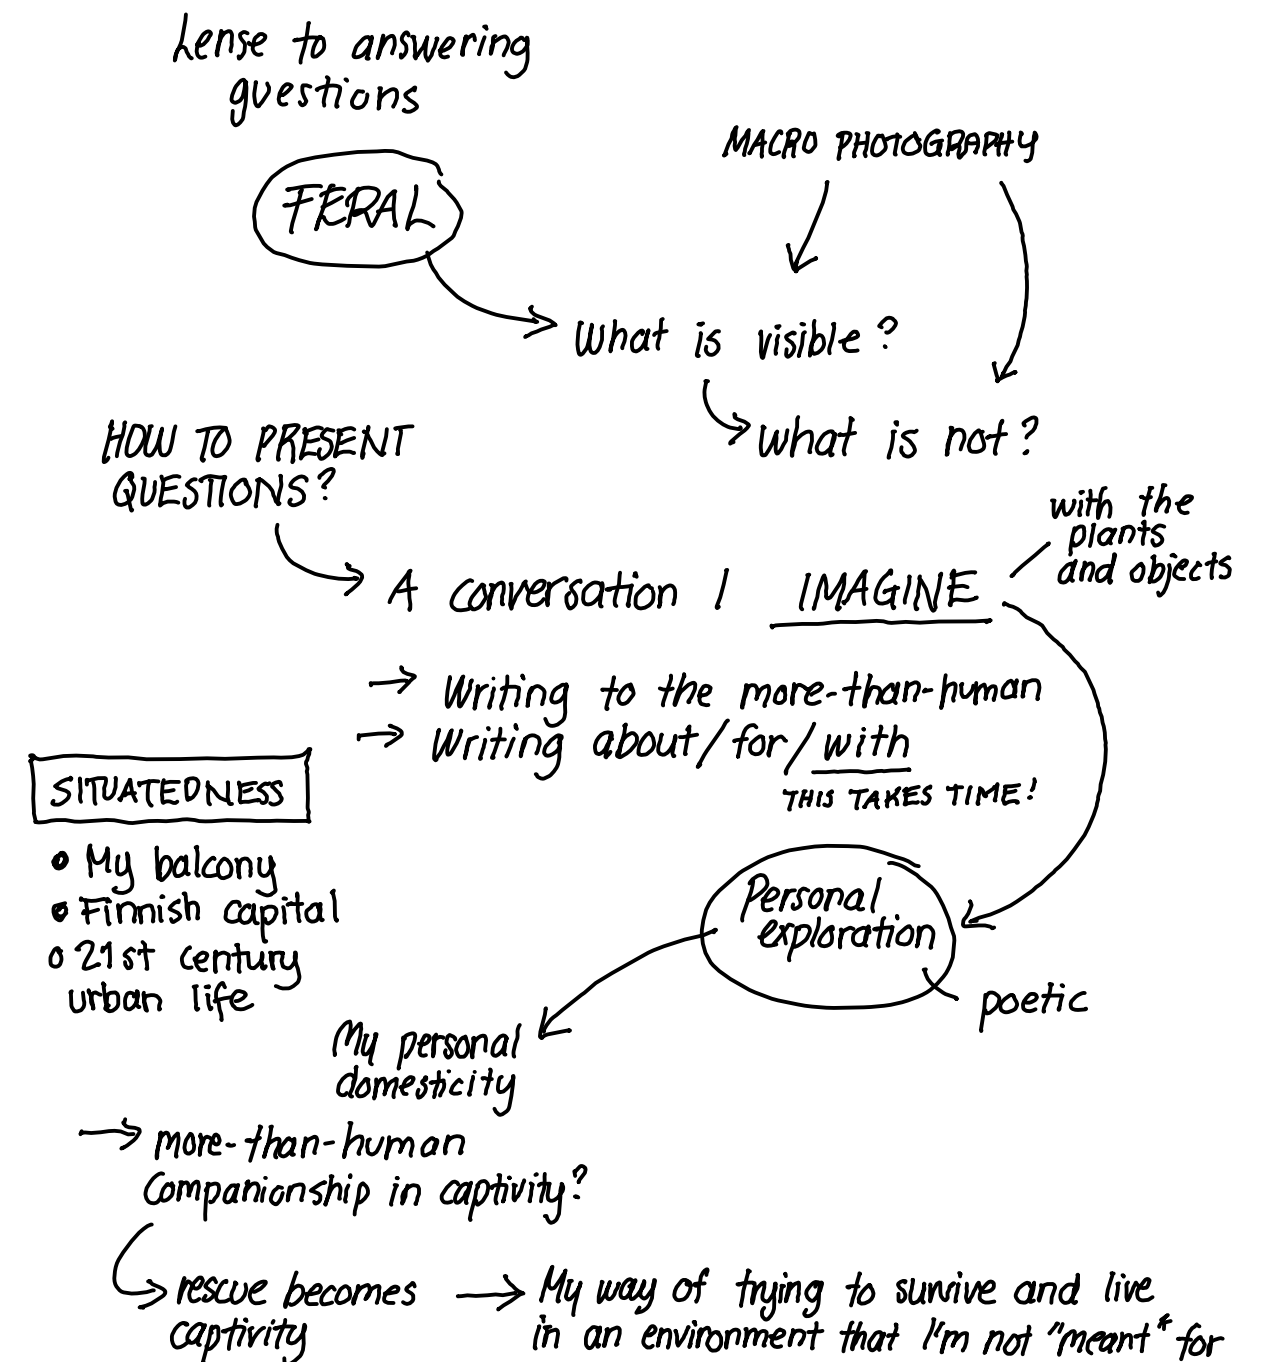 Lense to answering
questions
FERAL
MACRO PHOTOGRAPHY
What is visible?
What is not?
HOW TO PRESENT
QUESTIONS?
with the
plants
and objects
A conversation I IMAGINE
Writing to the more-than-human
Writing about/for/with
THIS TAKES TIME!
SITUATEDNESS
My balcony
Finnish capital
21st century
urban life
Personal
exploration
poetic
My personal
domesticity
more-than-human
Companionship in captivity?
rescue becomes
captivity
My way of trying to survive and live
in an environment that I'm not "meant" for